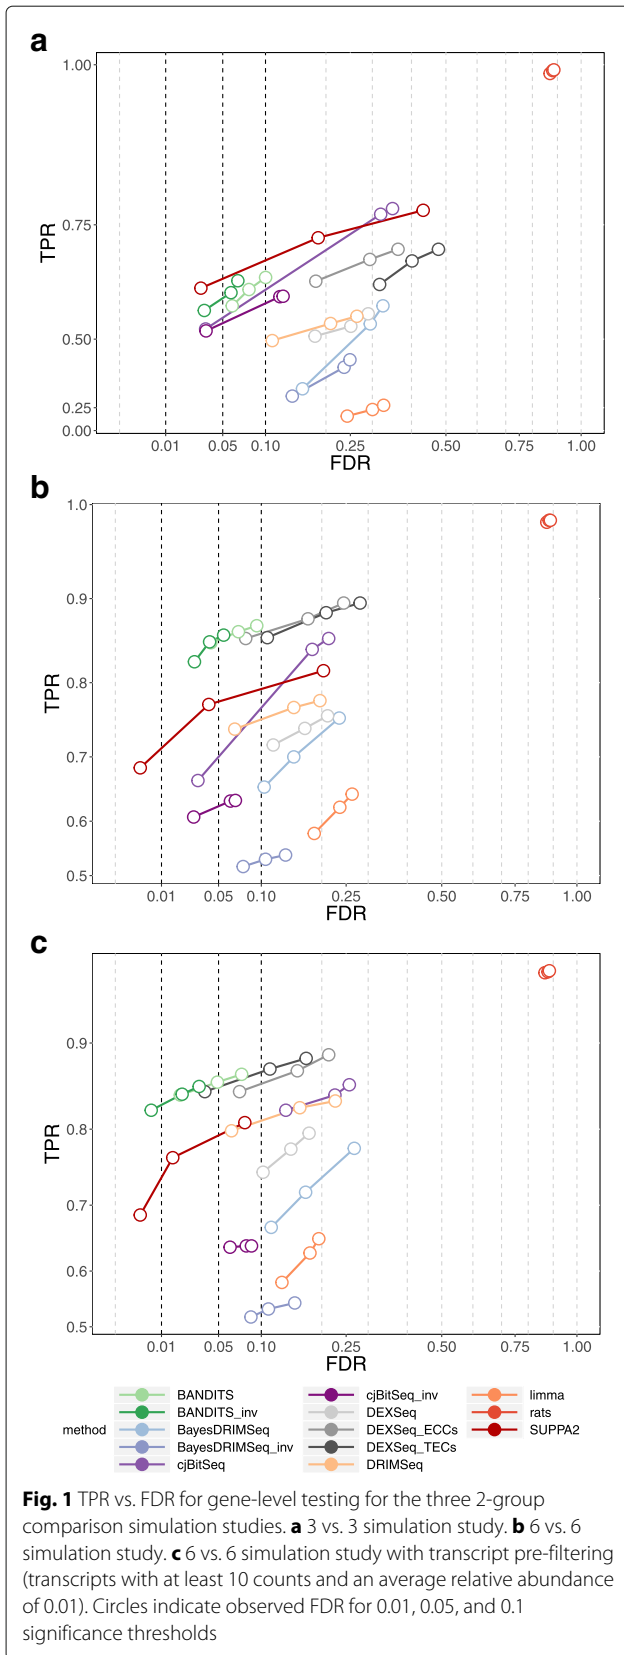 a
1.00
0.75
0.50
0.25
0.00
TPR
0.01 0.05 0.10 0.25 0.50 0.75 1.00
FDR
b
1.0
0.9
0.8
0.7
0.6
0.5
TPR
0.01 0.05 0.10 0.25 0.50 0.75 1.00
FDR
c
0.9
0.8
0.7
0.6
0.5
TPR
0.01 0.05 0.10 0.25 0.50 0.75 1.00
FDR
method
BANDITS
BANDITS_inv
BayesDRIMSeq
BayesDRIMSeq_inv
cjBitSeq
cjBitSeq_inv
DEXSeq
DEXSeq_ECCs
DEXSeq_TECs
DRIMSeq
limma
rats
SUPPA2
Fig. 1 TPR vs. FDR for gene-level testing for the three 2-group
comparison simulation studies. a 3 vs. 3 simulation study. b 6 vs. 6
simulation study. c 6 vs. 6 simulation study with transcript pre-filtering
(transcripts with at least 10 counts and an average relative abundance
of 0.01). Circles indicate observed FDR for 0.01, 0.05, and 0.1
significance thresholds